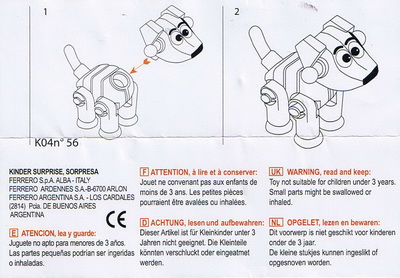 1
2
K04n° 56
KINDER SURPRISE, SORPRESA
FERRERO S.p.A. ALBA - ITALY
FERRERO ARDENNES S.A.-B-6700 ARLON
FERRERO ARGENTINA S.A. - LOS CARDALES
(2814) Pcia. DE BUENOS AIRES
ARGENTINA
CE
E ATENCION, lea y guarde:
Juguete no apto para menores de 3 años.
Las partes pequeñas podrían ser ingeridas
o inhaladas.
F ATTENTION, à lire et à conserver:
Jouet ne convenant pas aux enfants de
moins de 3 ans. Les petites pièces
pourraient être avalées ou inhalées.
D ACHTUNG, lesen und aufbewahren:
Dieser Artikel ist für Kleinkinder unter 3
Jahren nicht geeignet. Die Kleinteile
könnten verschluckt oder eingeatmet
werden.
UK WARNING, read and keep:
Toy not suitable for children under 3 years.
Small parts might be swallowed or
inhaled.
NL OPGELET, lezen en bewaren:
Dit voorwerp is niet geschikt voor kinderen
onder de 3 jaar.
De kleine stukjes kunnen ingeslikt of
opgesnoven worden.